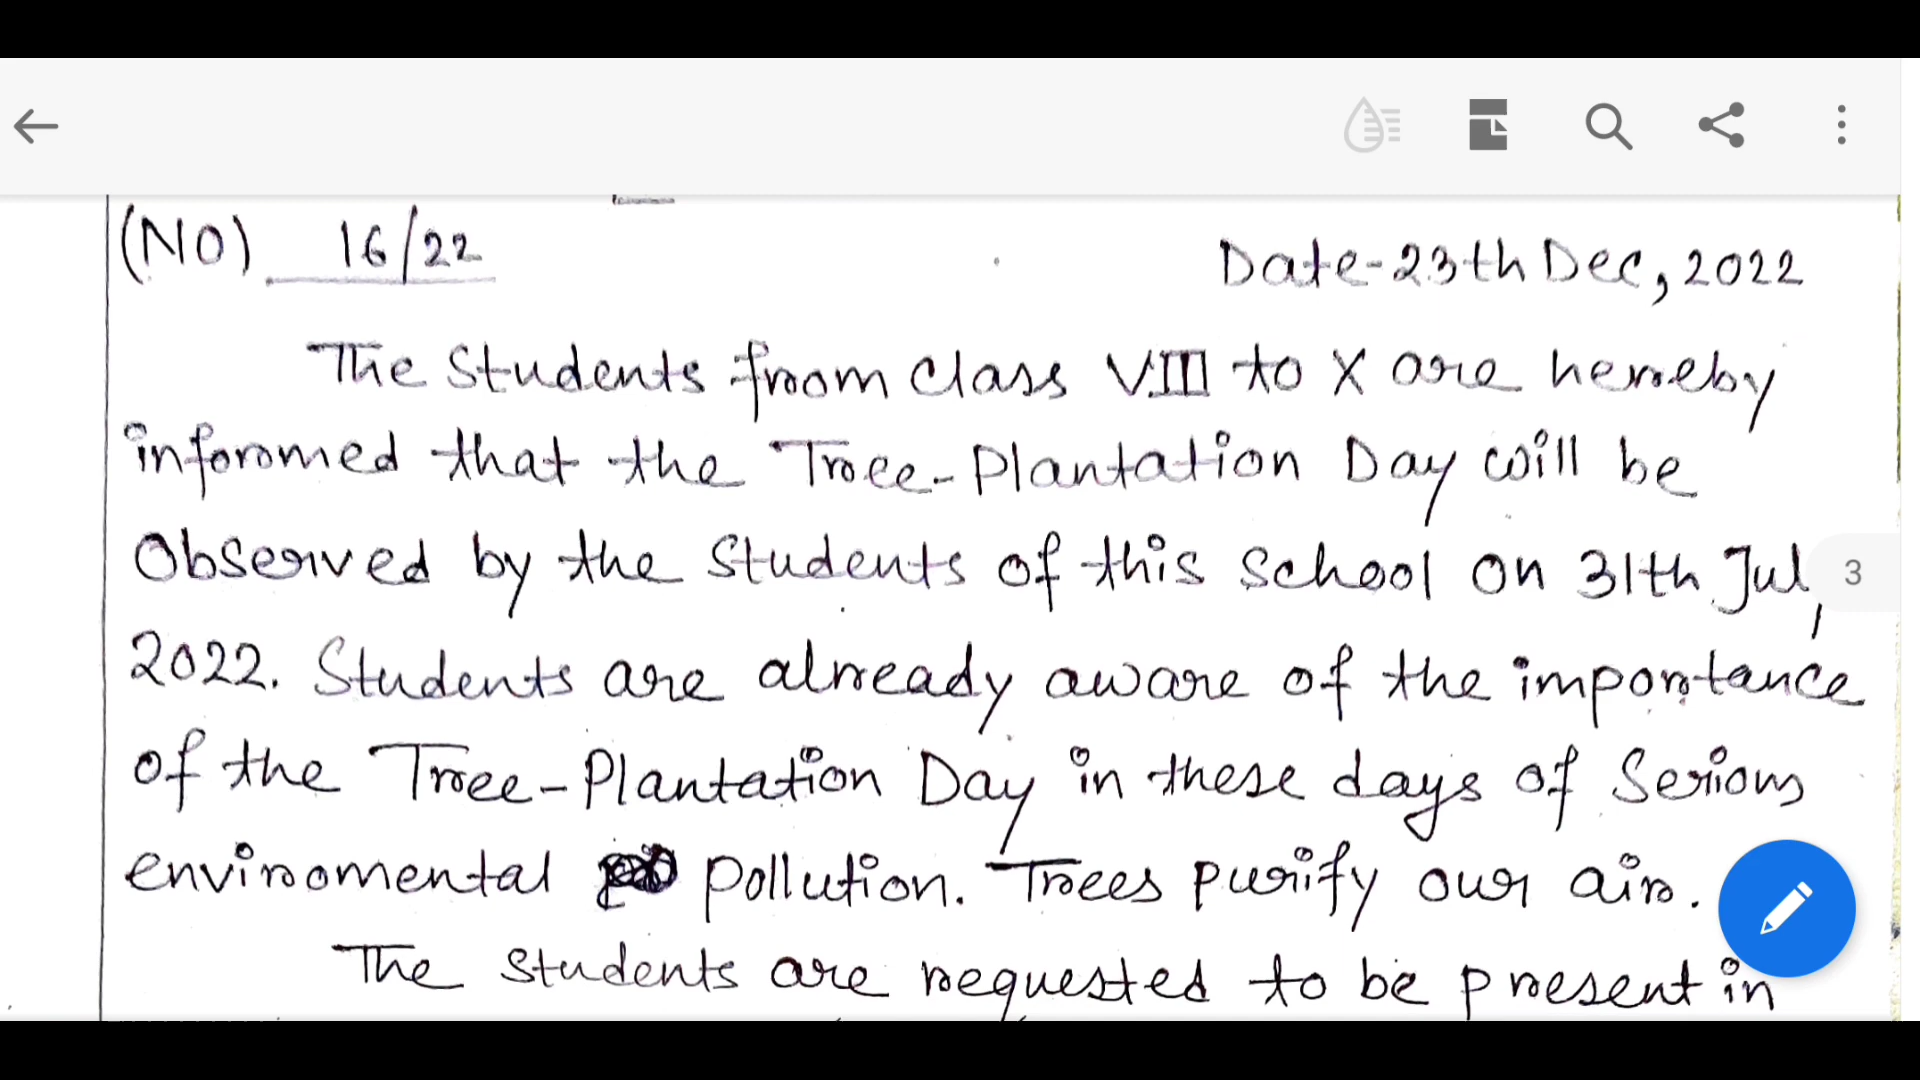 (NO) 16/22
Date-23th Dec, 2022
The Students from class VIII to X are hereby
informed that the Tree-Plantation Day will be
Observed by the Students of this School On 31th Jul,
3
2022. Students are already aware of the importance
of the Tree-Plantation Day in these days of Serious
enviromental pollution. Trees purify our air.
The Students are requested to be present in